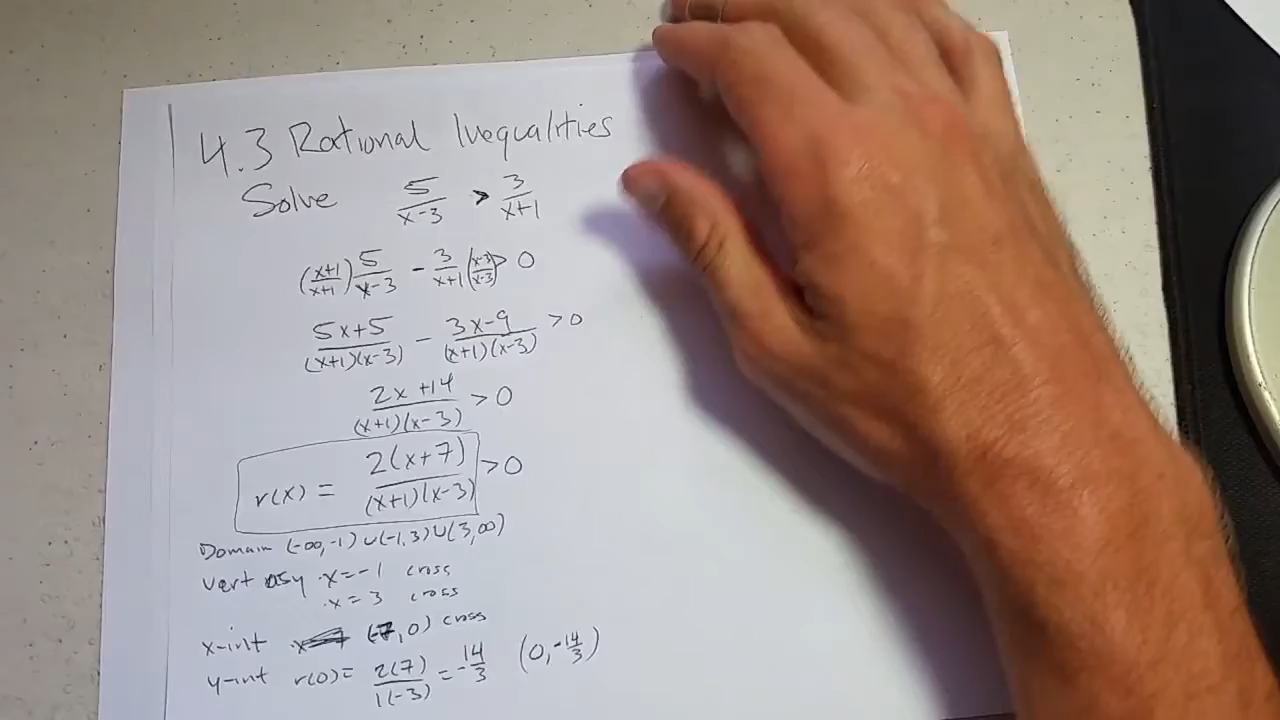 4.3 Rational Inequalities
Solve 5/(x-3) > 3/(x+1)
((x+1)/(x+1)) 5/(x-3) - 3/(x+1) ((x-3)/(x-3)) > 0
(5x+5)/((x+1)(x-3)) - (3x-9)/((x+1)(x-3)) > 0
(2x+14)/((x+1)(x-3)) > 0
r(x) = 2(x+7)/((x+1)(x-3)) > 0
Domain (-∞,-1)∪(-1,3)∪(3,∞)
Vert asy x=-1 cross
x=3 cross
x-int (-7,0) cross
y-int r(0)= 2(7)/(1(-3)) = -14/3 (0,-14/3)